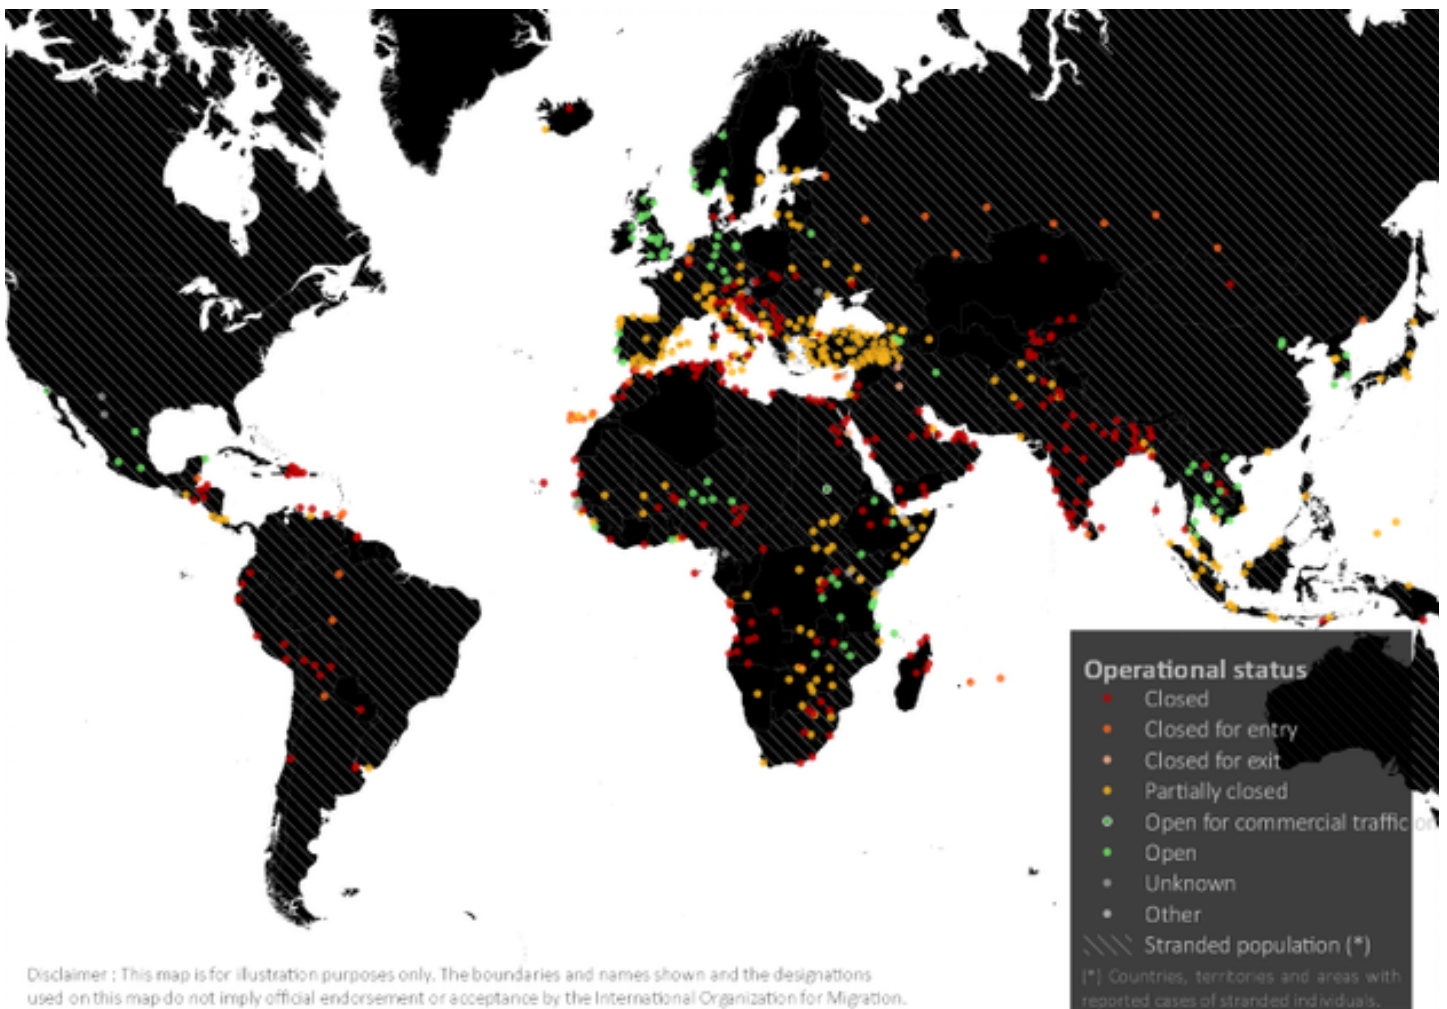 Operational status
Closed
Closed for entry
Closed for exit
Partially closed
Open for commercial traffic
Open
Unknown
Other
Stranded population (*)
(*) Countries, territories and areas with
reported cases of stranded individuals.
Disclaimer : This map is for illustration purposes only. The boundaries and names shown and the designations
used on this map do not imply official endorsement or acceptance by the International Organization for Migration.